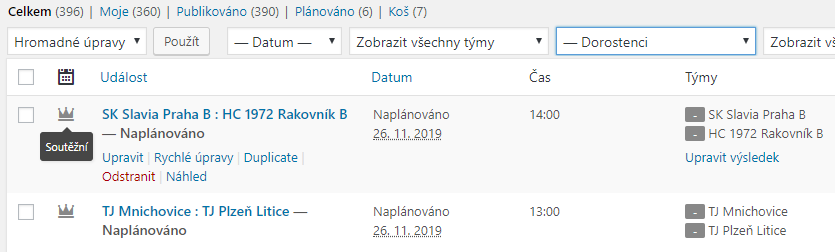 Celkem (396) | Moje (360) | Publikováno (390) | Plánováno (6) | Koš (7)
Hromadné úpravy Použít — Datum — Zobrazit všechny týmy — Dorostenci Zobrazit vš
Událost Datum Čas Týmy
SK Slavia Praha B : HC 1972 Rakovník B Naplánováno 14:00 - SK Slavia Praha B
— Naplánováno 26. 11. 2019 - HC 1972 Rakovník B
Soutěžní
Upravit | Rychlé úpravy | Duplicate | Upravit výsledek
Odstranit | Náhled
TJ Mnichovice : TJ Plzeň Litice — Naplánováno 13:00 - TJ Mnichovice
Naplánováno 26. 11. 2019 - TJ Plzeň Litice